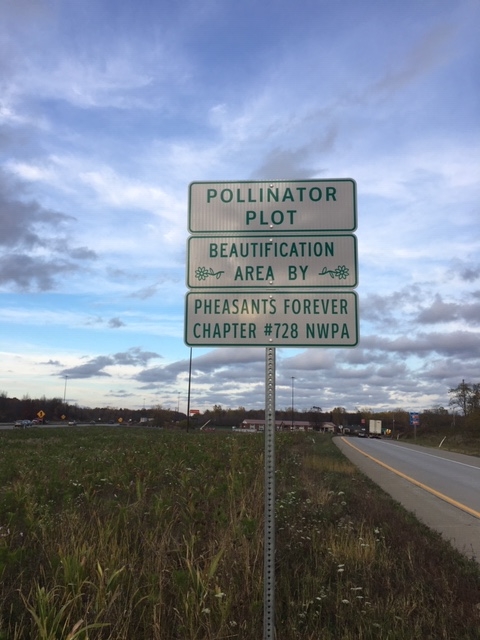 POLLINATOR
PLOT
BEAUTIFICATION
AREA BY
PHEASANTS FOREVER
CHAPTER #728 NWPA